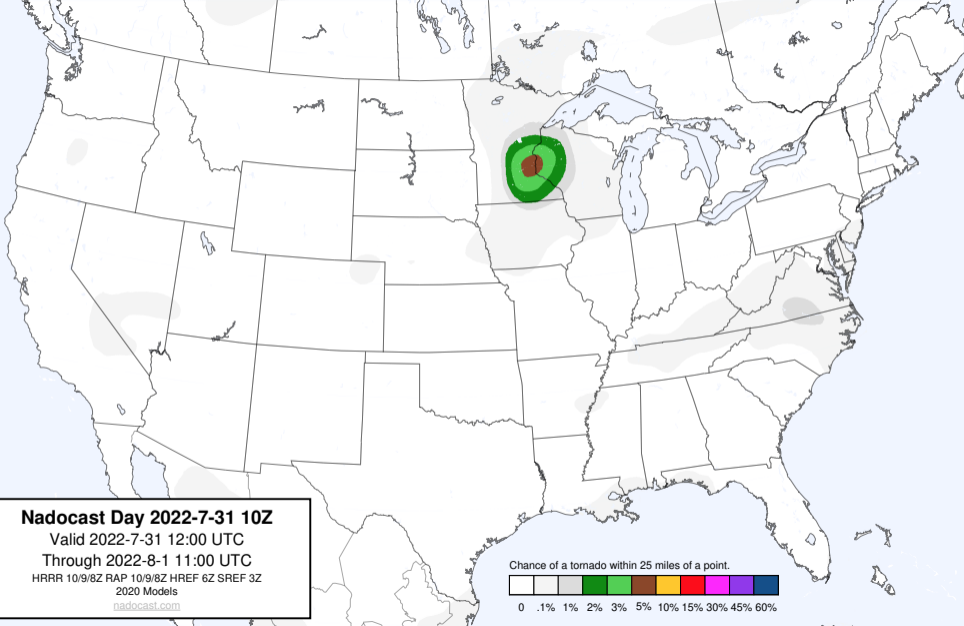 Nadocast Day 2022-7-31 10Z
Valid 2022-7-31 12:00 UTC
Through 2022-8-1 11:00 UTC
HRRR 10/9/8Z RAP 10/9/8Z HREF 6Z SREF 3Z
2020 Models
nadocast.com
Chance of a tornado within 25 miles of a point.
0 .1% 1% 2% 3% 5% 10% 15% 30% 45% 60%